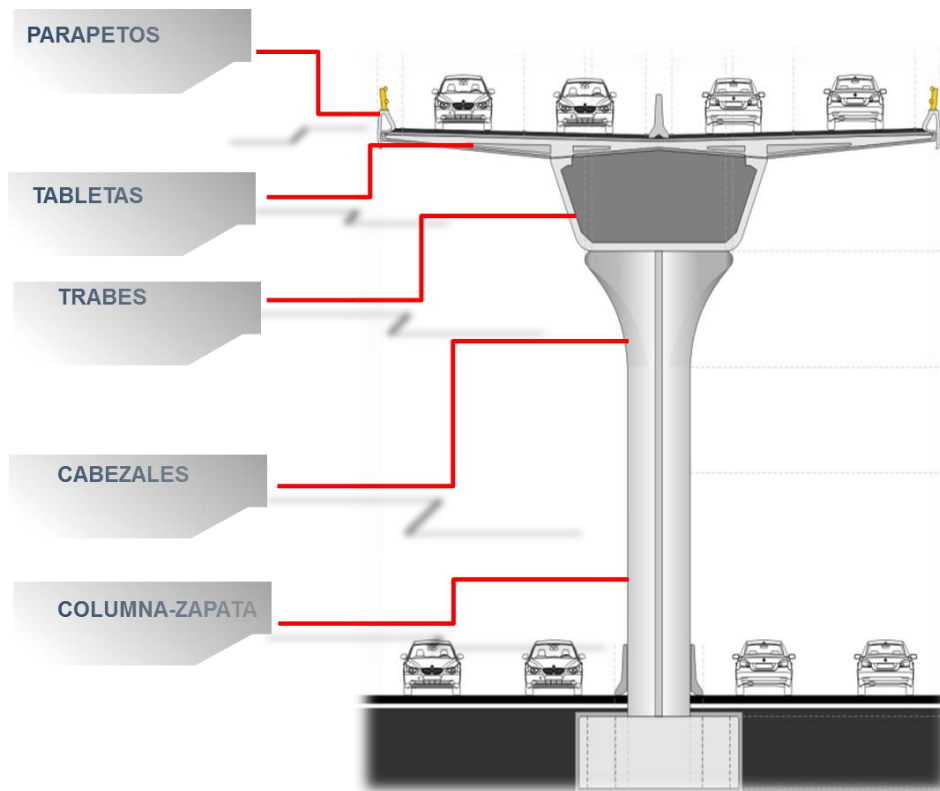 PARAPETOS
TABLETAS
TRABES
CABEZALES
COLUMNA-ZAPATA